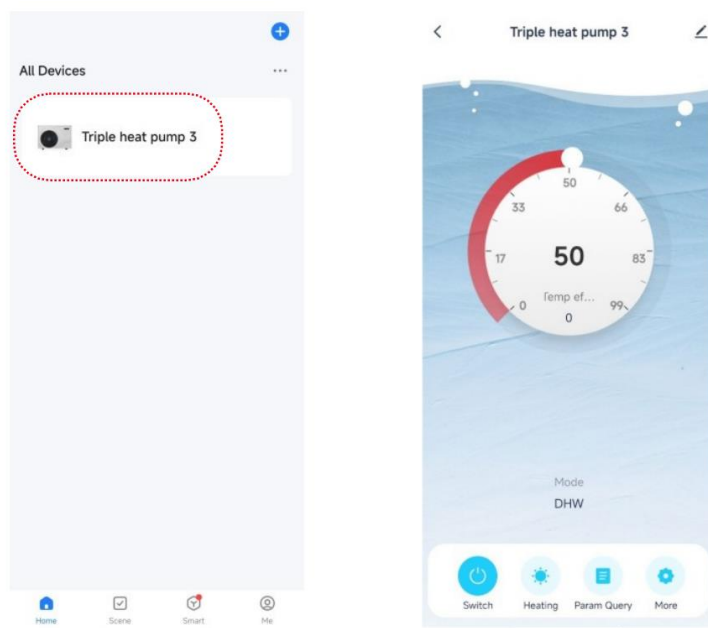 All Devices
Triple heat pump 3
Home
Scene
Smart
Me
Triple heat pump 3
50
33
66
17
50
83
Temp ef...
0
99
0
Mode
DHW
Switch
Heating
Param Query
More